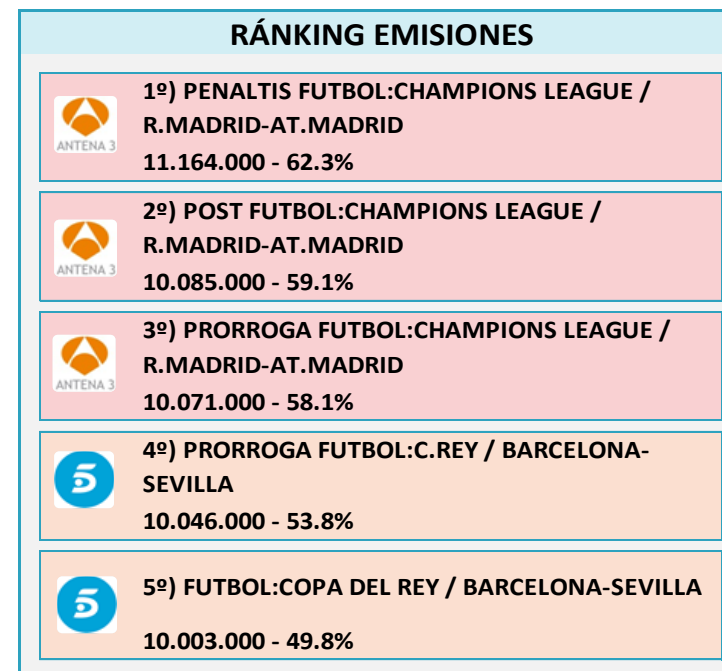 RÁNKING EMISIONES
1º) PENALTIS FUTBOL:CHAMPIONS LEAGUE /
R.MADRID-AT.MADRID
11.164.000 - 62.3%
ANTENA 3
2º) POST FUTBOL:CHAMPIONS LEAGUE /
R.MADRID-AT.MADRID
10.085.000 - 59.1%
ANTENA 3
3º) PRORROGA FUTBOL:CHAMPIONS LEAGUE /
R.MADRID-AT.MADRID
10.071.000 - 58.1%
ANTENA 3
4º) PRORROGA FUTBOL:C.REY / BARCELONA-
SEVILLA
10.046.000 - 53.8%
5
5º) FUTBOL:COPA DEL REY / BARCELONA-SEVILLA
10.003.000 - 49.8%
5